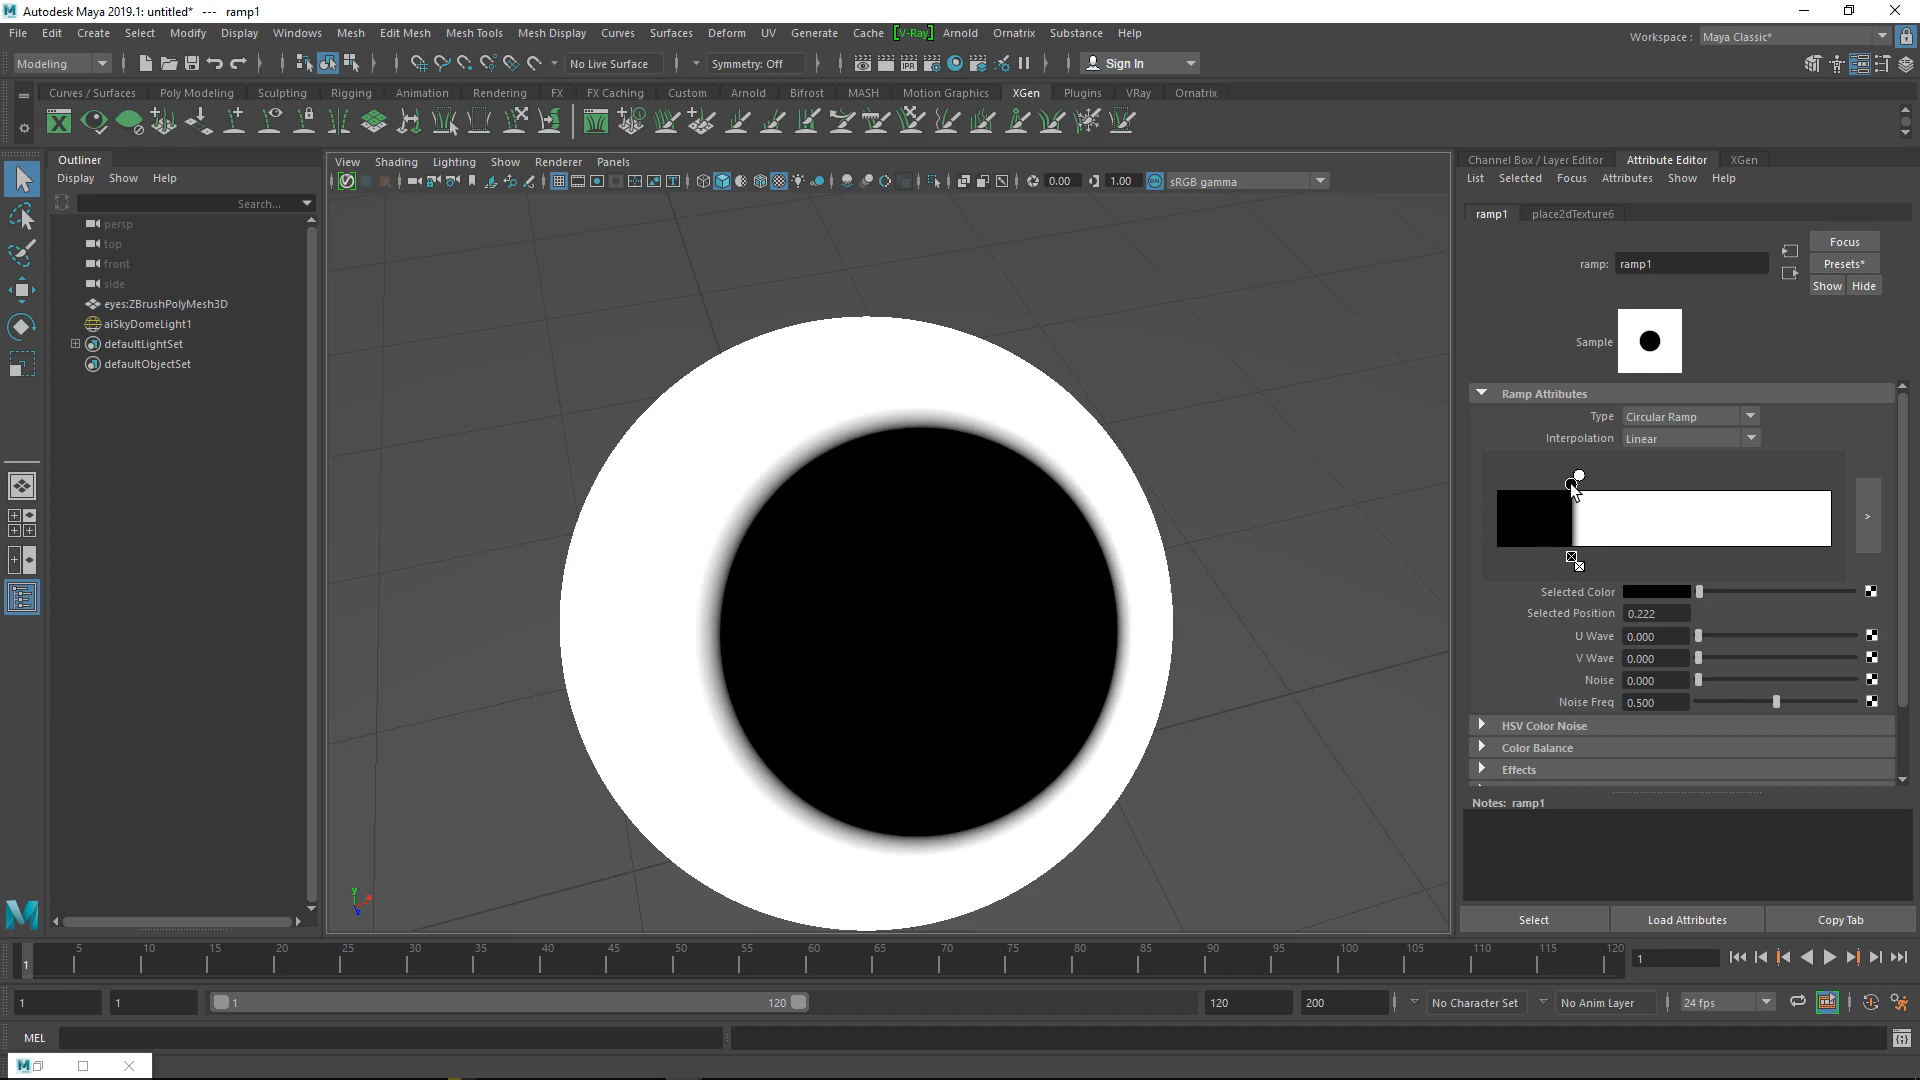 Autodesk Maya 2019.1: untitled* --- ramp1
File Edit Create Select Modify Display Windows Mesh Edit Mesh Mesh Tools Mesh Display Curves Surfaces Deform UV Generate Cache [V-Ray] Arnold Ornatrix Substance Help
Workspace : Maya Classic*
Modeling No Live Surface Symmetry: Off Sign In
Curves / Surfaces Poly Modeling Sculpting Rigging Animation Rendering FX FX Caching Custom Arnold Bifrost MASH Motion Graphics XGen Plugins VRay Ornatrix
IPR
Outliner
Display Show Help
Search...
persp
top
front
side
eyes:ZBrushPolyMesh3D
aiSkyDomeLight1
defaultLightSet
defaultObjectSet
View Shading Lighting Show Renderer Panels
0.00 1.00 ON sRGB gamma
y
Channel Box / Layer Editor Attribute Editor XGen
List Selected Focus Attributes Show Help
ramp1 place2dTexture6
ramp: ramp1
Focus
Presets*
Show Hide
Sample
Ramp Attributes
Type Circular Ramp
Interpolation Linear
>
Selected Color
Selected Position 0.222
U Wave 0.000
V Wave 0.000
Noise 0.000
Noise Freq 0.500
HSV Color Noise
Color Balance
Effects
Notes: ramp1
Select Load Attributes Copy Tab
1 5 10 15 20 25 30 35 40 45 50 55 60 65 70 75 80 85 90 95 100 105 110 115 120 1
1 1 1 120 120 200 No Character Set No Anim Layer 24 fps
MEL